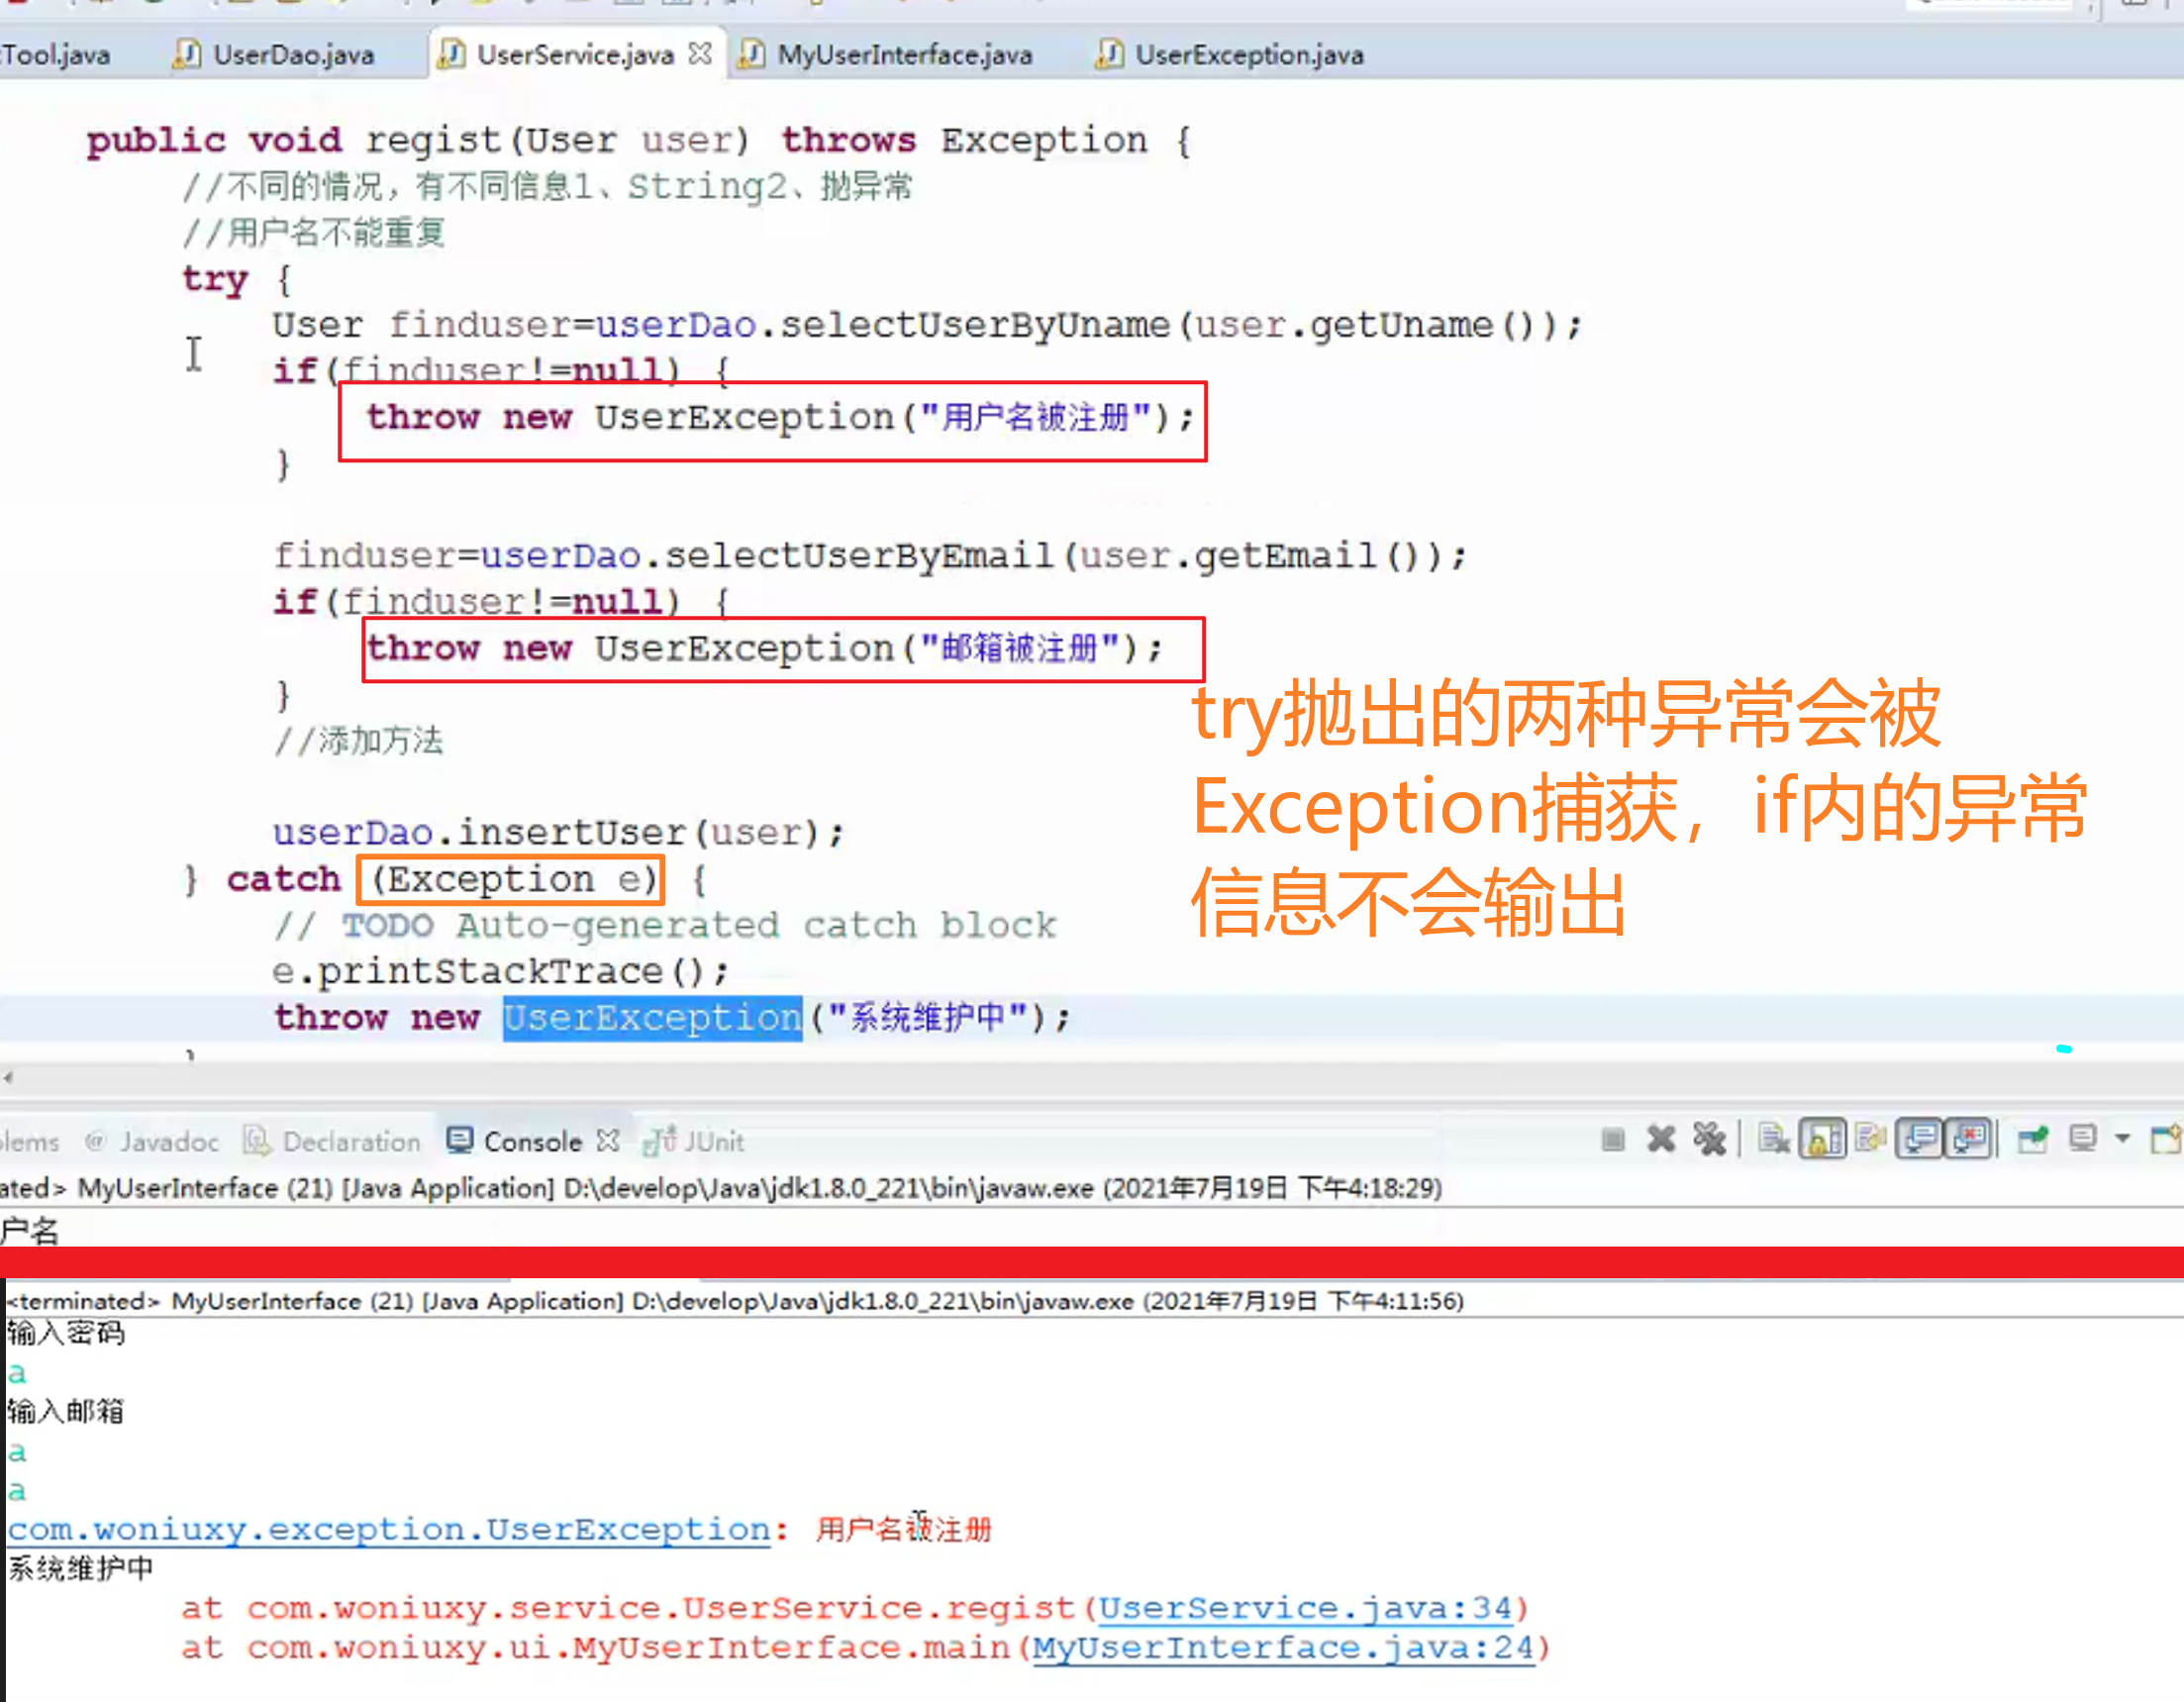 Tool.java UserDao.java UserService.java MyUserInterface.java UserException.java
public void regist(User user) throws Exception {
//不同的情况，有不同信息1、String2、抛异常
//用户名不能重复
try {
User finduser=userDao.selectUserByUname(user.getUname());
if(finduser!=null) {
throw new UserException("用户名被注册");
}
finduser=userDao.selectUserByEmail(user.getEmail());
if(finduser!=null) {
throw new UserException("邮箱被注册");
}
//添加方法
try抛出的两种异常会被
Exception捕获，if内的异常
信息不会输出
userDao.insertUser(user);
} catch (Exception e) {
// TODO Auto-generated catch block
e.printStackTrace();
throw new UserException("系统维护中");
lems @ Javadoc Declaration Console JUnit
ated> MyUserInterface (21) [Java Application] D:\develop\Java\jdk1.8.0_221\bin\javaw.exe (2021年7月19日 下午4:18:29)
户名
<terminated> MyUserInterface (21) [Java Application] D:\develop\Java\jdk1.8.0_221\bin\javaw.exe (2021年7月19日 下午4:11:56)
输入密码
a
输入邮箱
a
a
com.woniuxy.exception.UserException: 用户名被注册
系统维护中
at com.woniuxy.service.UserService.regist(UserService.java:34)
at com.woniuxy.ui.MyUserInterface.main(MyUserInterface.java:24)